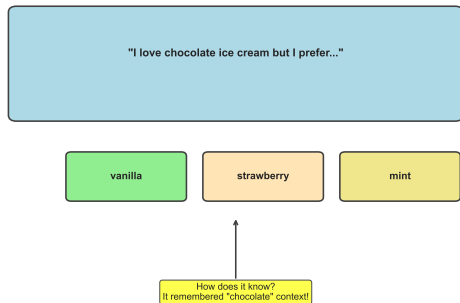 "I love chocolate ice cream but I prefer..."
vanilla
strawberry
mint
How does it know?
It remembered "chocolate" context!